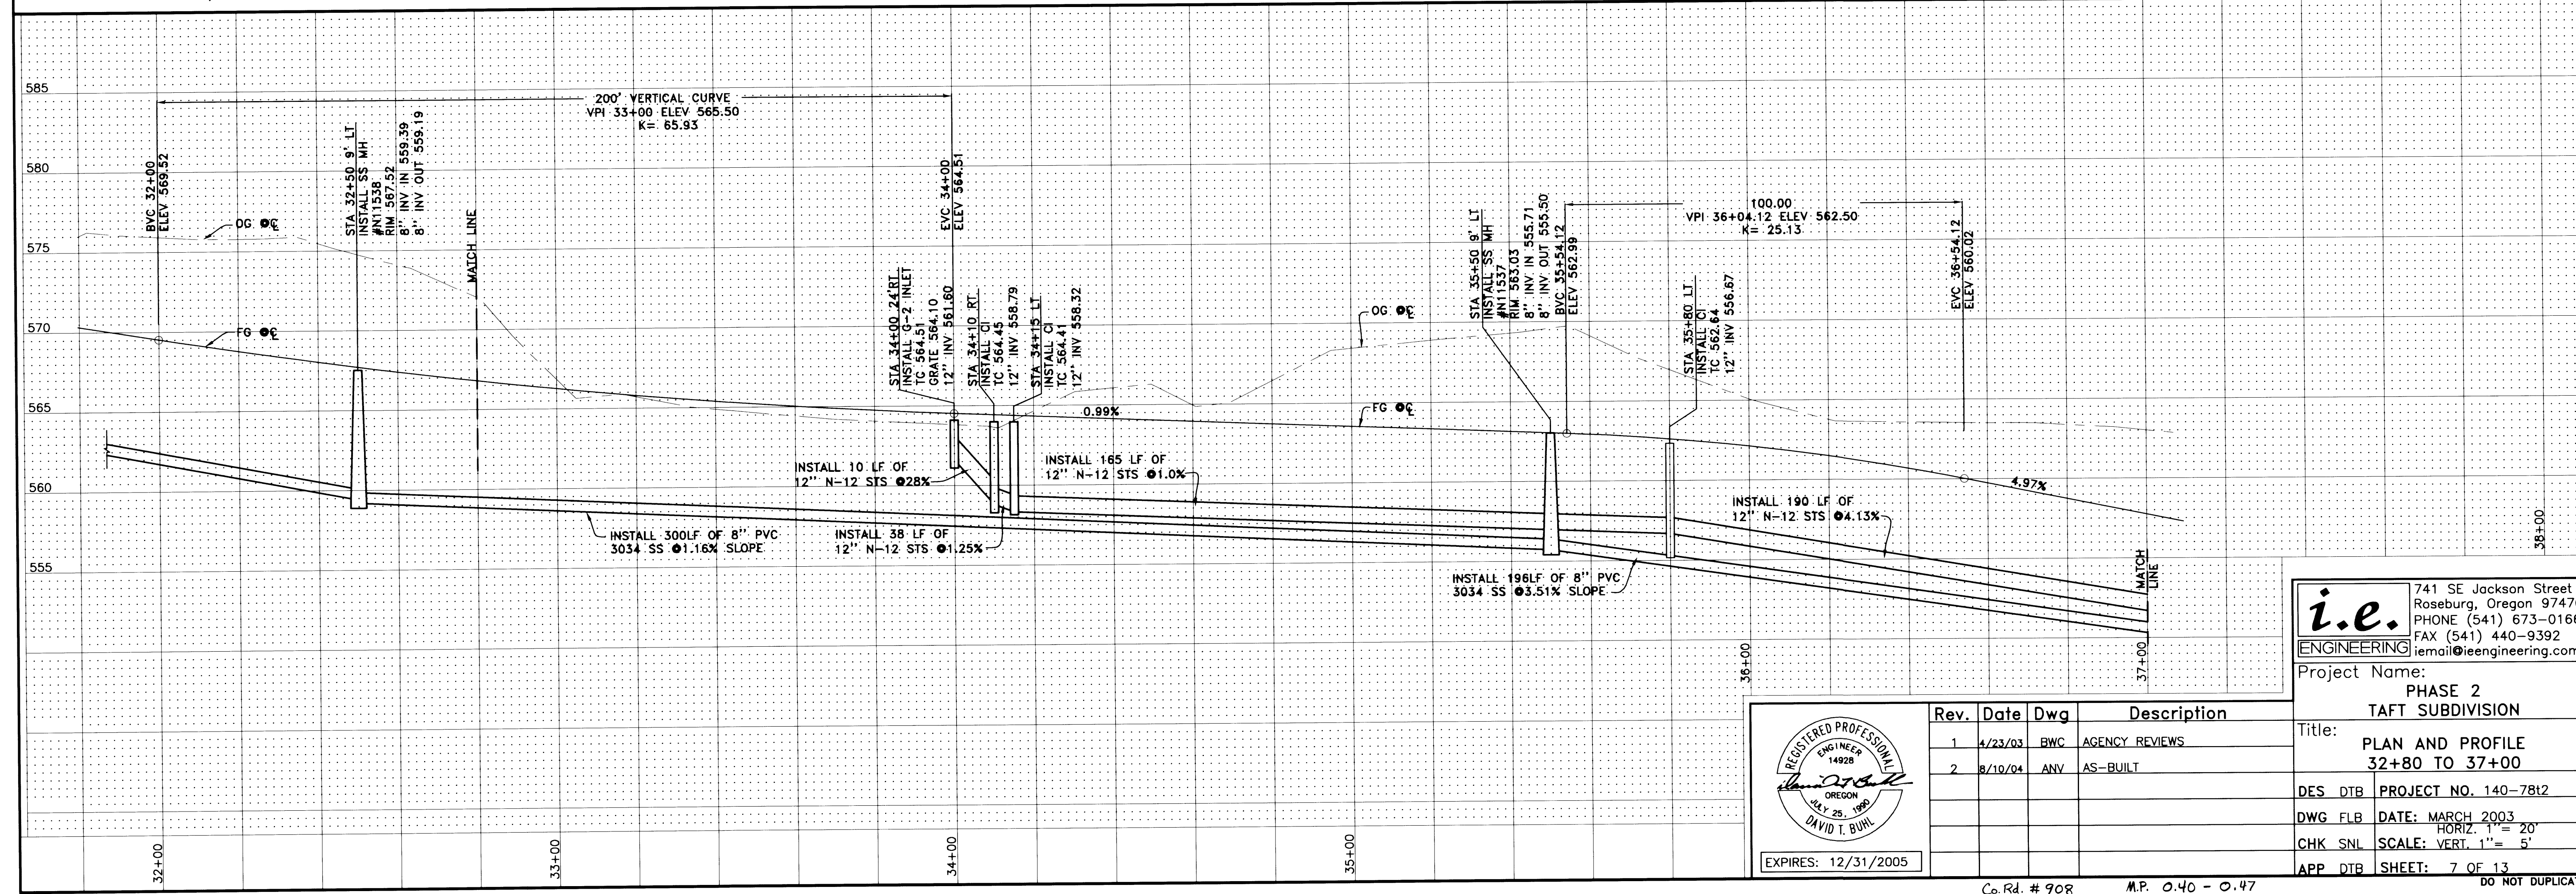 585
580
575
570
565
560
555
BVC 32+00
ELEV 569.52
200' VERTICAL CURVE
VPI 33+00 ELEV 565.50
K= 65.93
OG @ ℄
FG @ ℄
STA 32+50 9' LT
INSTALL SS MH
#N11538
RIM 567.52
8'' INV IN 559.39
8'' INV OUT 559.19
MATCH LINE
EVC 34+00
ELEV 564.51
STA 34+00 24'RT
INSTALL G-2 INLET
TC 564.51
GRATE 564.10
12'' INV 561.60
STA 34+10 RT
INSTALL CI
TC 564.45
12'' INV 558.79
STA 34+15 LT
INSTALL CI
TC 564.41
12'' INV 558.32
0.99%
OG @ ℄
FG @ ℄
STA 35+50 9' LT
INSTALL SS MH
#N11537
RIM 563.03
8'' INV IN 555.71
8'' INV OUT 555.50
BVC 35+54.12
ELEV 562.99
100.00
VPI 36+04.12 ELEV 562.50
K= 25.13
STA 35+80 LT
INSTALL CI
TC 562.64
12'' INV 556.67
EVC 36+54.12
ELEV 560.02
4.97%
INSTALL 10 LF OF
12'' N-12 STS @28%
INSTALL 165 LF OF
12'' N-12 STS @1.0%
INSTALL 190 LF OF
12'' N-12 STS @4.13%
INSTALL 300LF OF 8'' PVC
3034 SS @1.16% SLOPE
INSTALL 38 LF OF
12'' N-12 STS @1.25%
INSTALL 196LF OF 8'' PVC
3034 SS @3.51% SLOPE
MATCH
LINE
32+00
33+00
34+00
35+00
36+00
37+00
38+00
i.e.
ENGINEERING
741 SE Jackson Street
Roseburg, Oregon 9747
PHONE (541) 673-016
FAX (541) 440-9392
iemail@ieengineering.com
Project Name:
PHASE 2
TAFT SUBDIVISION
Title:
PLAN AND PROFILE
32+80 TO 37+00
DES DTB PROJECT NO. 140-78t2
DWG FLB DATE: MARCH 2003
CHK SNL SCALE: HORIZ. 1''= 20'
VERT. 1''= 5'
APP DTB SHEET: 7 OF 13
Rev. Date Dwg Description
1 4/23/03 BWC AGENCY REVIEWS
2 8/10/04 ANV AS-BUILT
REGISTERED PROFESSIONAL
ENGINEER
14928
OREGON
JULY 25, 1990
DAVID T. BUHL
EXPIRES: 12/31/2005
Co. Rd. # 908 M.P. 0.40 - 0.47
DO NOT DUPLICA